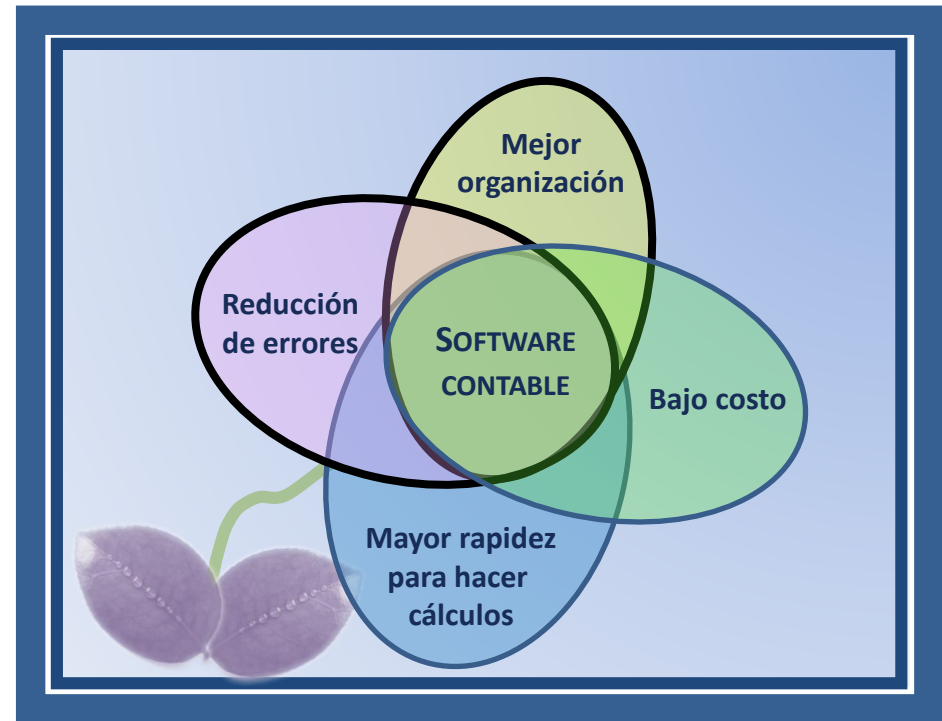 Mejor
organización
Reducción
de errores
SOFTWARE
CONTABLE
Bajo costo
Mayor rapidez
para hacer
cálculos